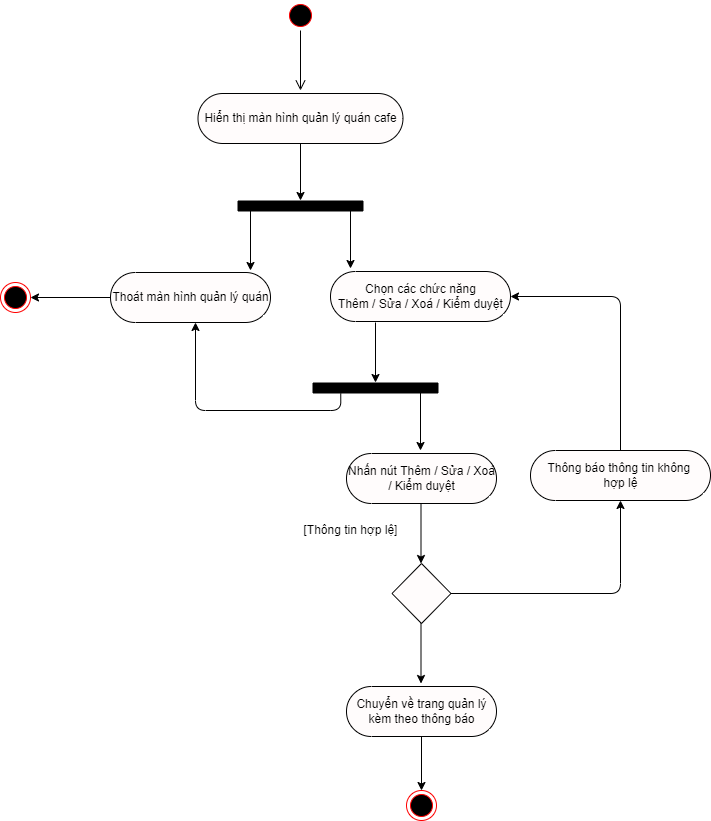 Hiển thị màn hình quản lý quán cafe
Thoát màn hình quản lý quán
Chọn các chức năng
Thêm / Sửa / Xoá / Kiểm duyệt
Nhấn nút Thêm / Sửa / Xoá
/ Kiểm duyệt
Thông báo thông tin không
hợp lệ
[Thông tin hợp lệ]
Chuyển về trang quản lý
kèm theo thông báo